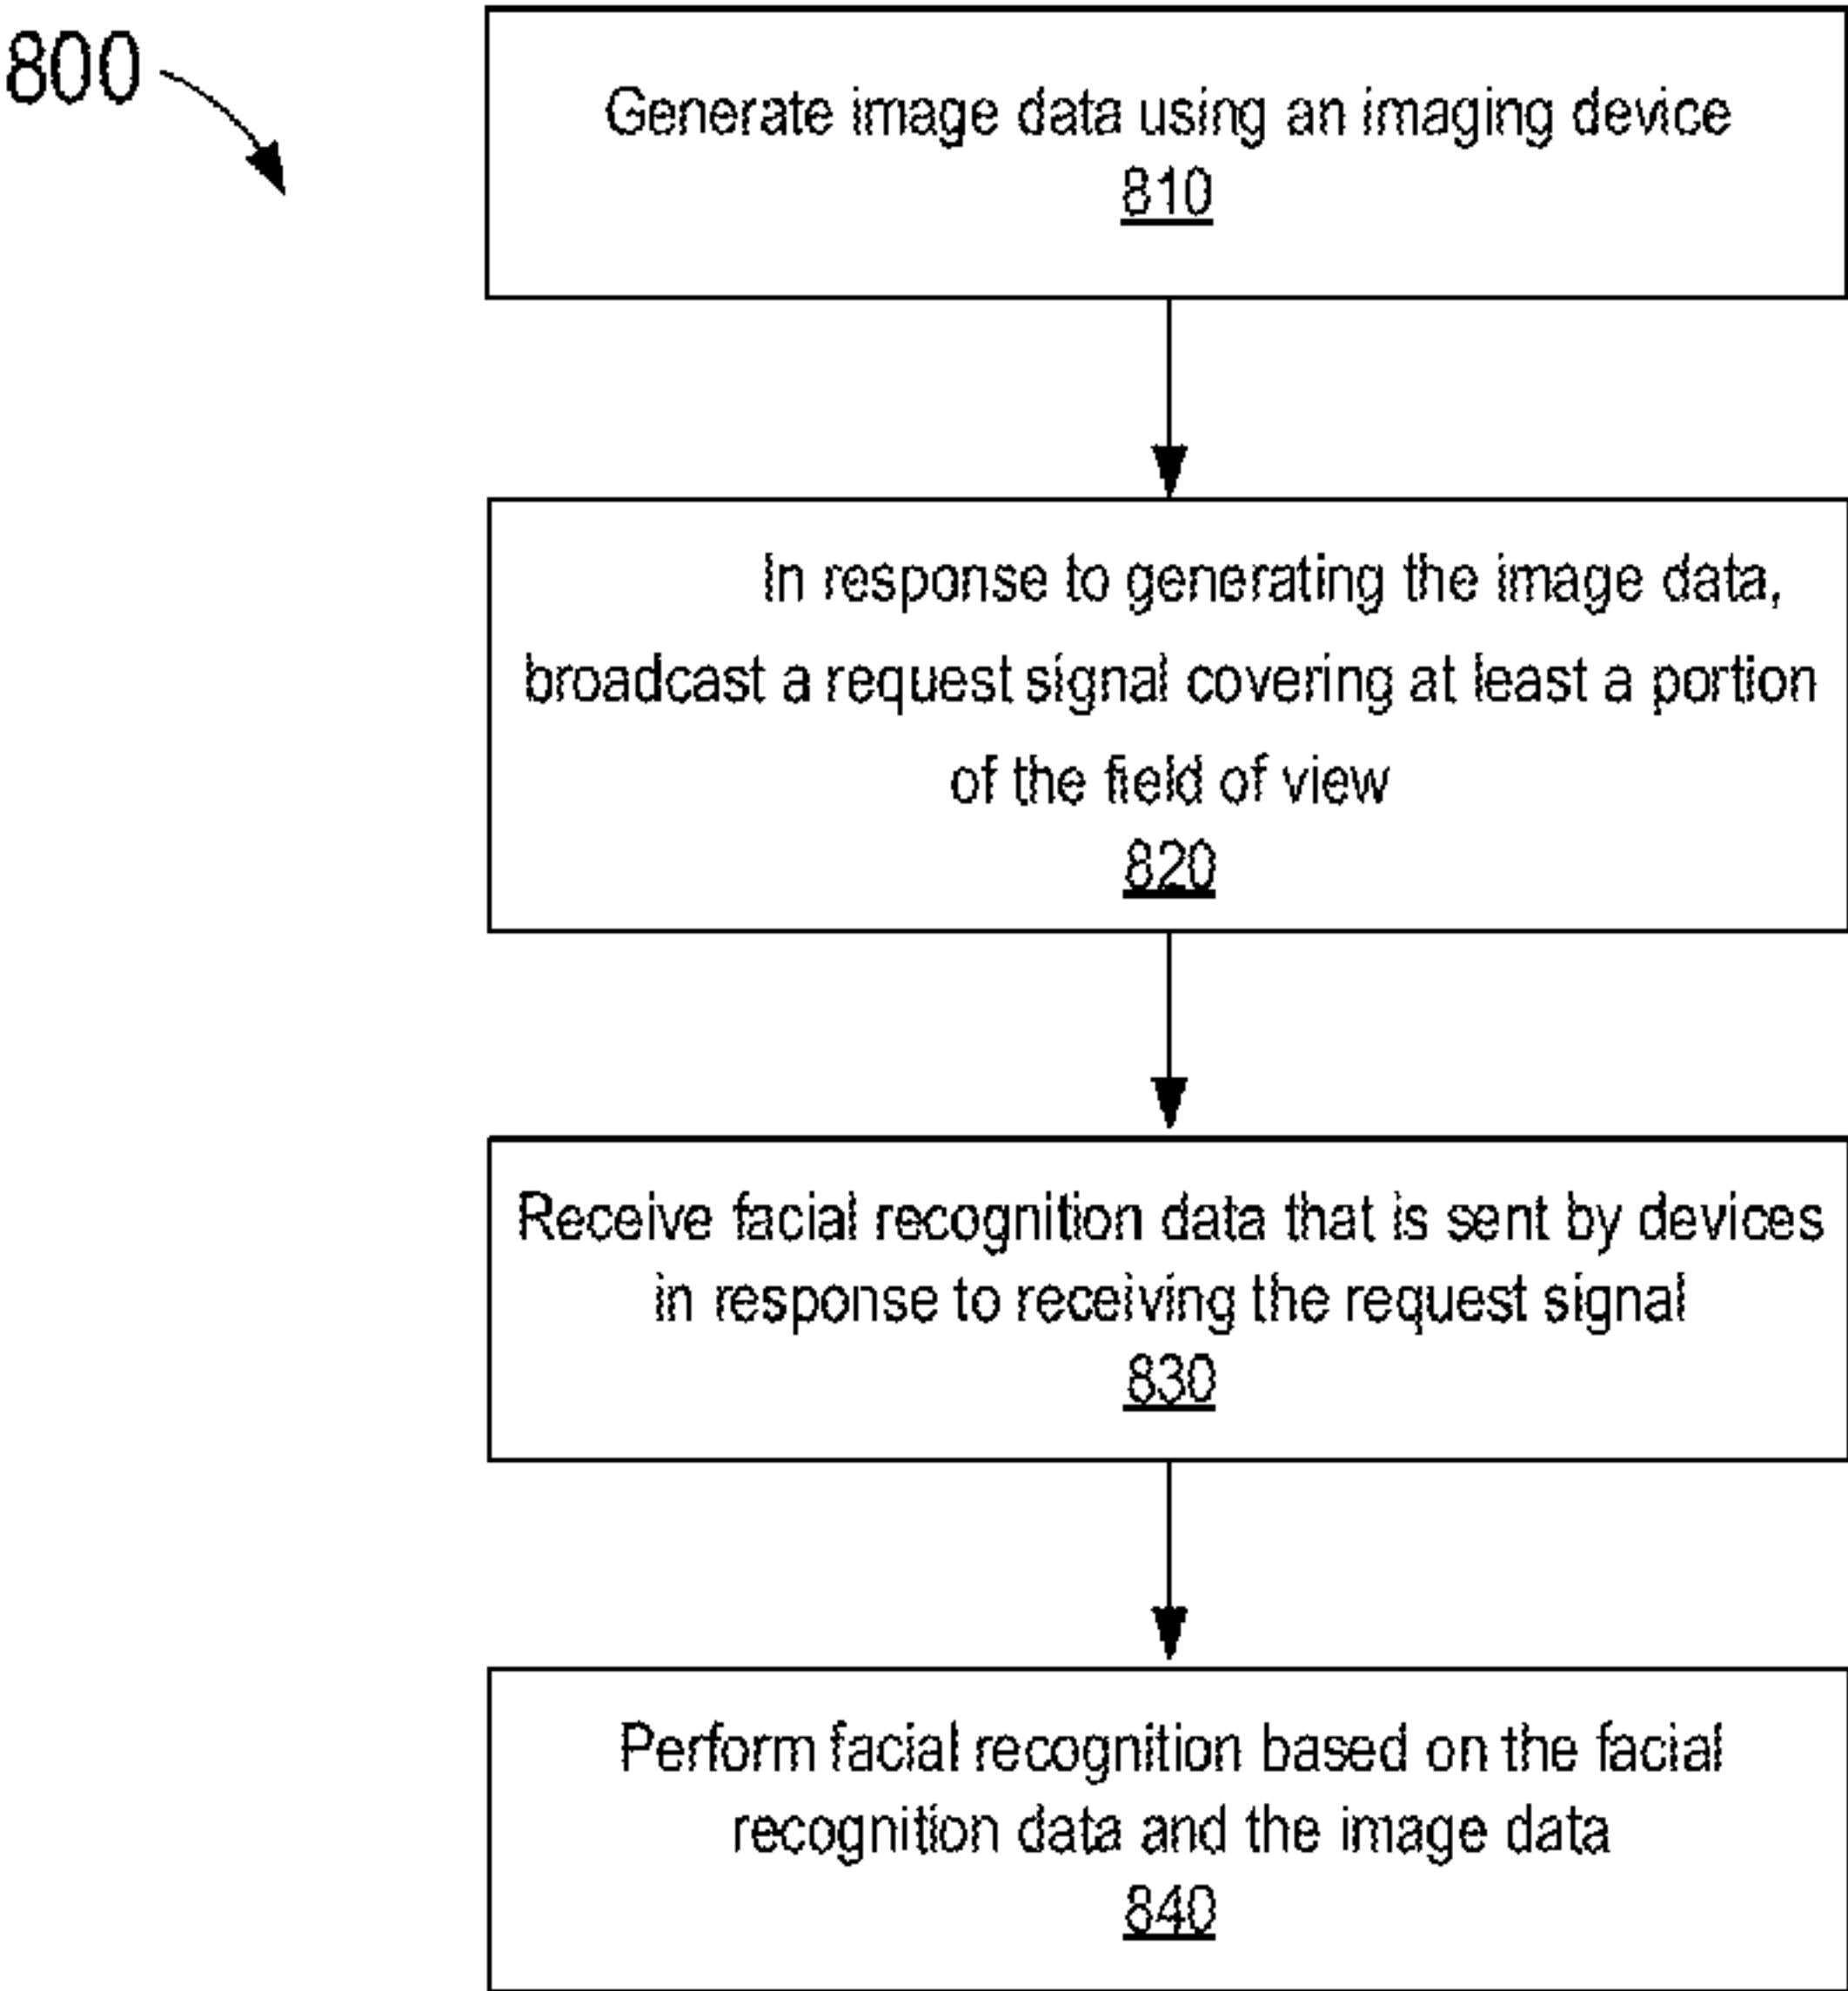 800
Generate image data using an imaging device
810
In response to generating the image data,
broadcast a request signal covering at least a portion
of the field of view
820
Receive facial recognition data that is sent by devices
in response to receiving the request signal
830
Perform facial recognition based on the facial
recognition data and the image data
840